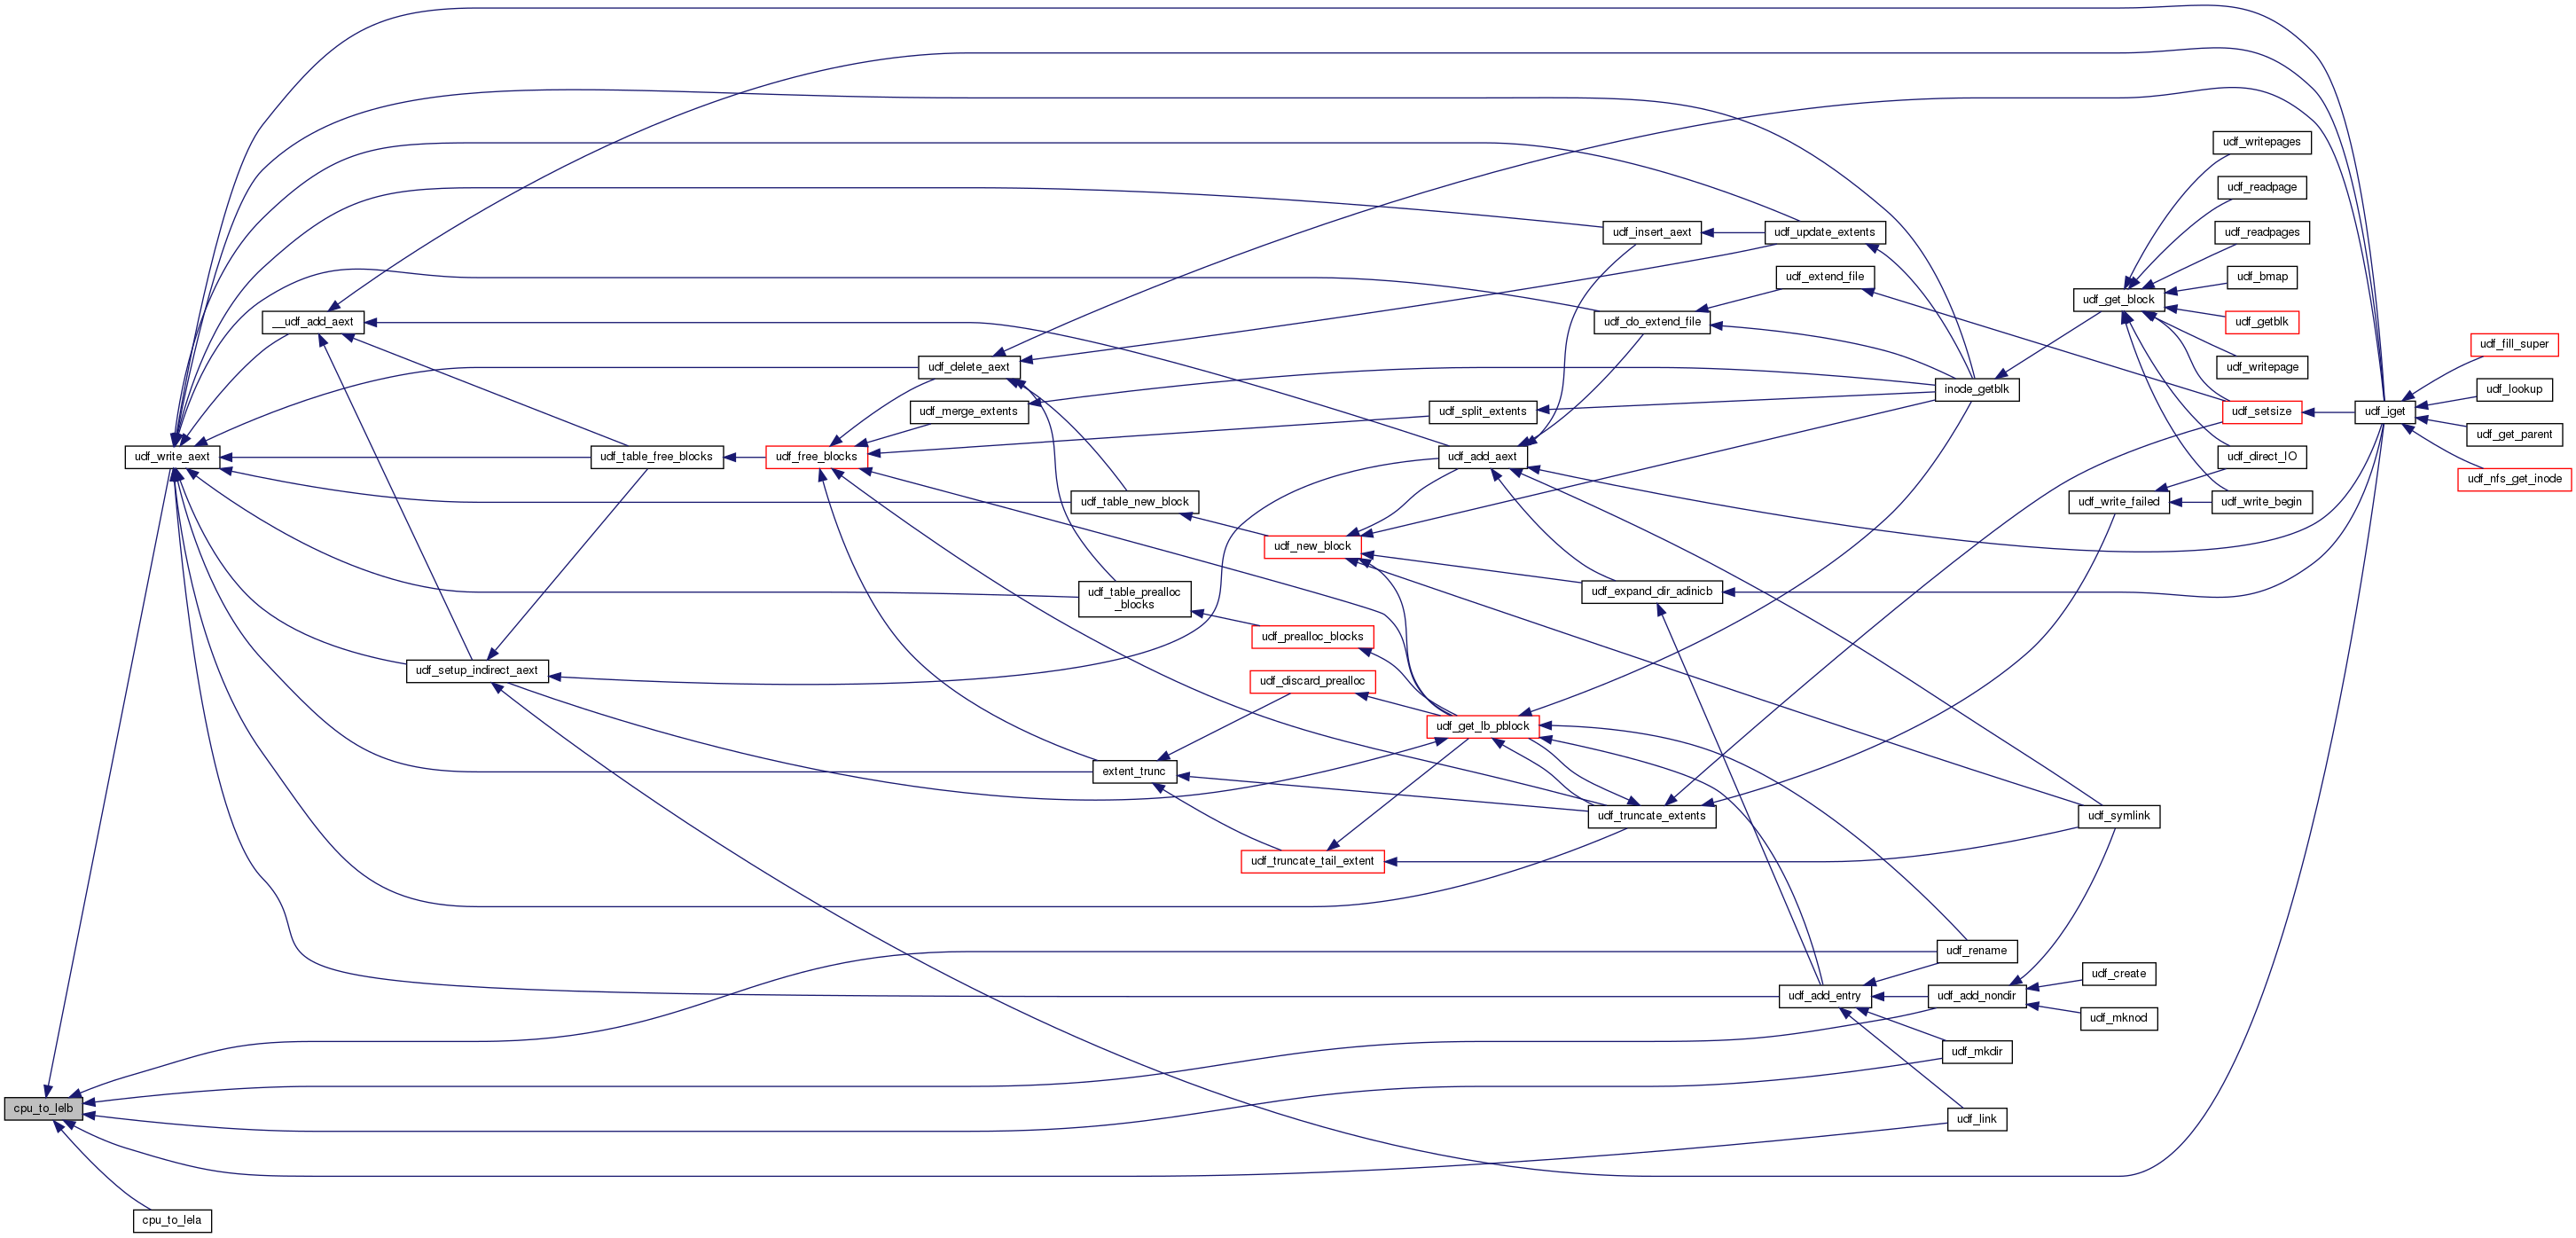 udf_writepages
udf_readpage
udf_readpages
udf_insert_aext
udf_update_extents
udf_extend_file
udf_bmap
udf_get_block
__udf_add_aext
udf_do_extend_file
udf_getblk
udf_fill_super
udf_delete_aext
udf_writepage
inode_getblk
udf_lookup
udf_merge_extents
udf_split_extents
udf_setsize
udf_iget
udf_get_parent
udf_write_aext
udf_table_free_blocks
udf_free_blocks
udf_add_aext
udf_direct_IO
udf_nfs_get_inode
udf_table_new_block
udf_write_failed
udf_write_begin
udf_new_block
udf_table_prealloc
_blocks
udf_expand_dir_adinicb
udf_prealloc_blocks
udf_setup_indirect_aext
udf_discard_prealloc
udf_get_lb_pblock
extent_trunc
udf_truncate_extents
udf_symlink
udf_truncate_tail_extent
udf_rename
udf_create
udf_add_entry
udf_add_nondir
udf_mknod
udf_mkdir
cpu_to_lelb
udf_link
cpu_to_lela